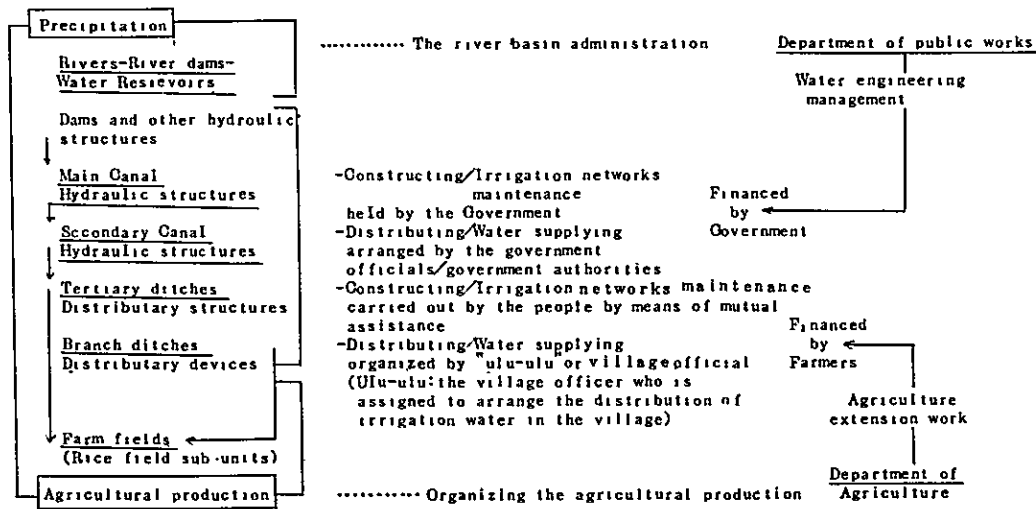 Precipitation
............ The river basin administration
Department of public works
Rivers-River dams-
Water Resievoirs
Water engineering
management
Dams and other hydroulic
structures
Main Canal
Hydraulic structures
-Constructing/Irrigation networks
maintenance
held by the Government
Financed
by
Government
Secondary Canal
Hydraulic structures
-Distributing/Water supplying
arranged by the government
officials/government authorities
Tertiary ditches
Distributary structures
-Constructing/Irrigation networks maintenance
carried out by the people by means of mutual
assistance
Branch ditches
Distributary devices
-Distributing/Water supplying
organized by "ulu-ulu" or village official
(Ulu-ulu: the village officer who is
assigned to arrange the distribution of
irrigation water in the village)
Financed
by
Farmers
Agriculture
extension work
Farm fields
(Rice field sub-units)
Agricultural production
........... Organizing the agricultural production
Department of
Agriculture